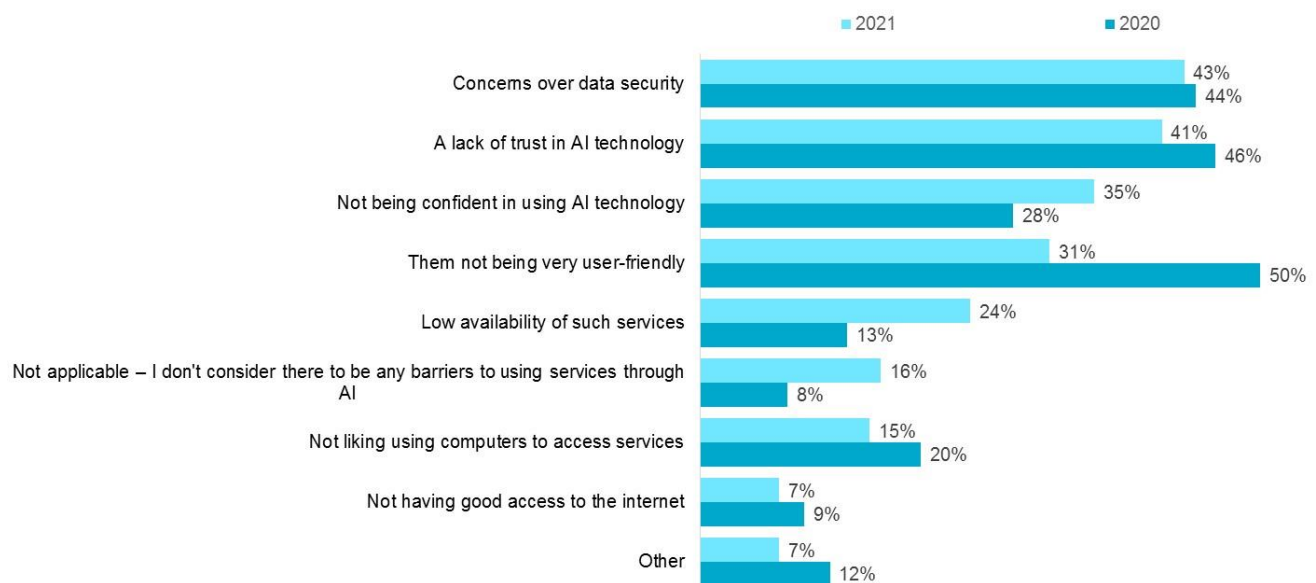 2021 2020
Concerns over data security
43%
44%
A lack of trust in AI technology
41%
46%
Not being confident in using AI technology
35%
28%
Them not being very user-friendly
31%
50%
Low availability of such services
24%
13%
Not applicable – I don't consider there to be any barriers to using services through
AI
16%
8%
Not liking using computers to access services
15%
20%
Not having good access to the internet
7%
9%
Other
7%
12%